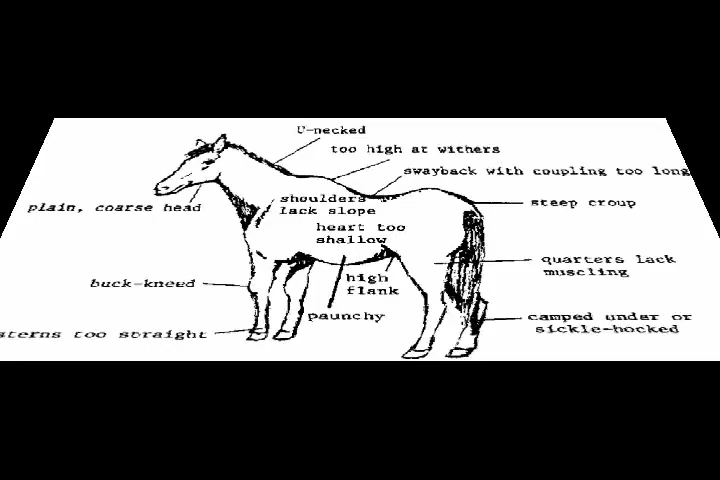 U-necked
too high at withers
swayback with coupling too long
plain, coarse head
shoulders
lack slope
steep croup
heart too
shallow
quarters lack
muscling
high
flank
buck-kneed
paunchy
camped under or
sickle-hocked
sterns too straight